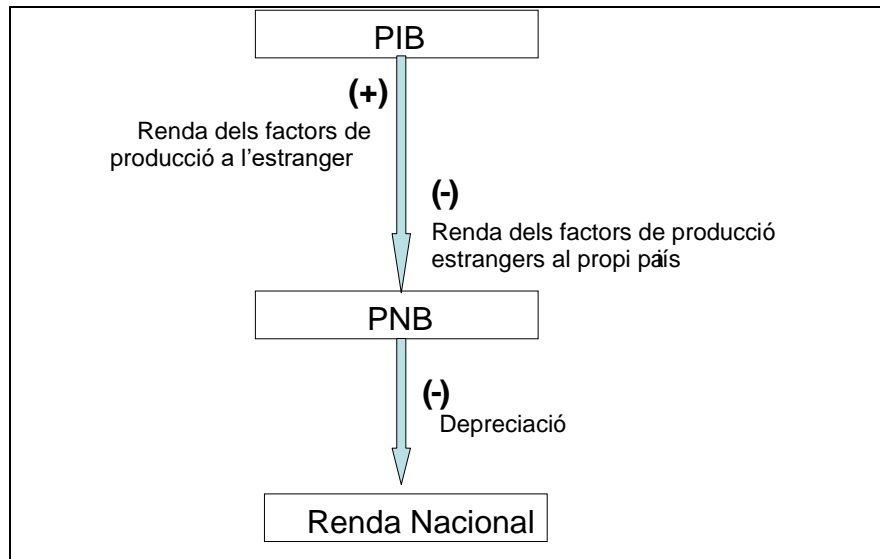 PIB
(+)
Renda dels factors de
producció a l'estranger
(-)
Renda dels factors de producció
estrangers al propi país
PNB
(-)
Depreciació
Renda Nacional